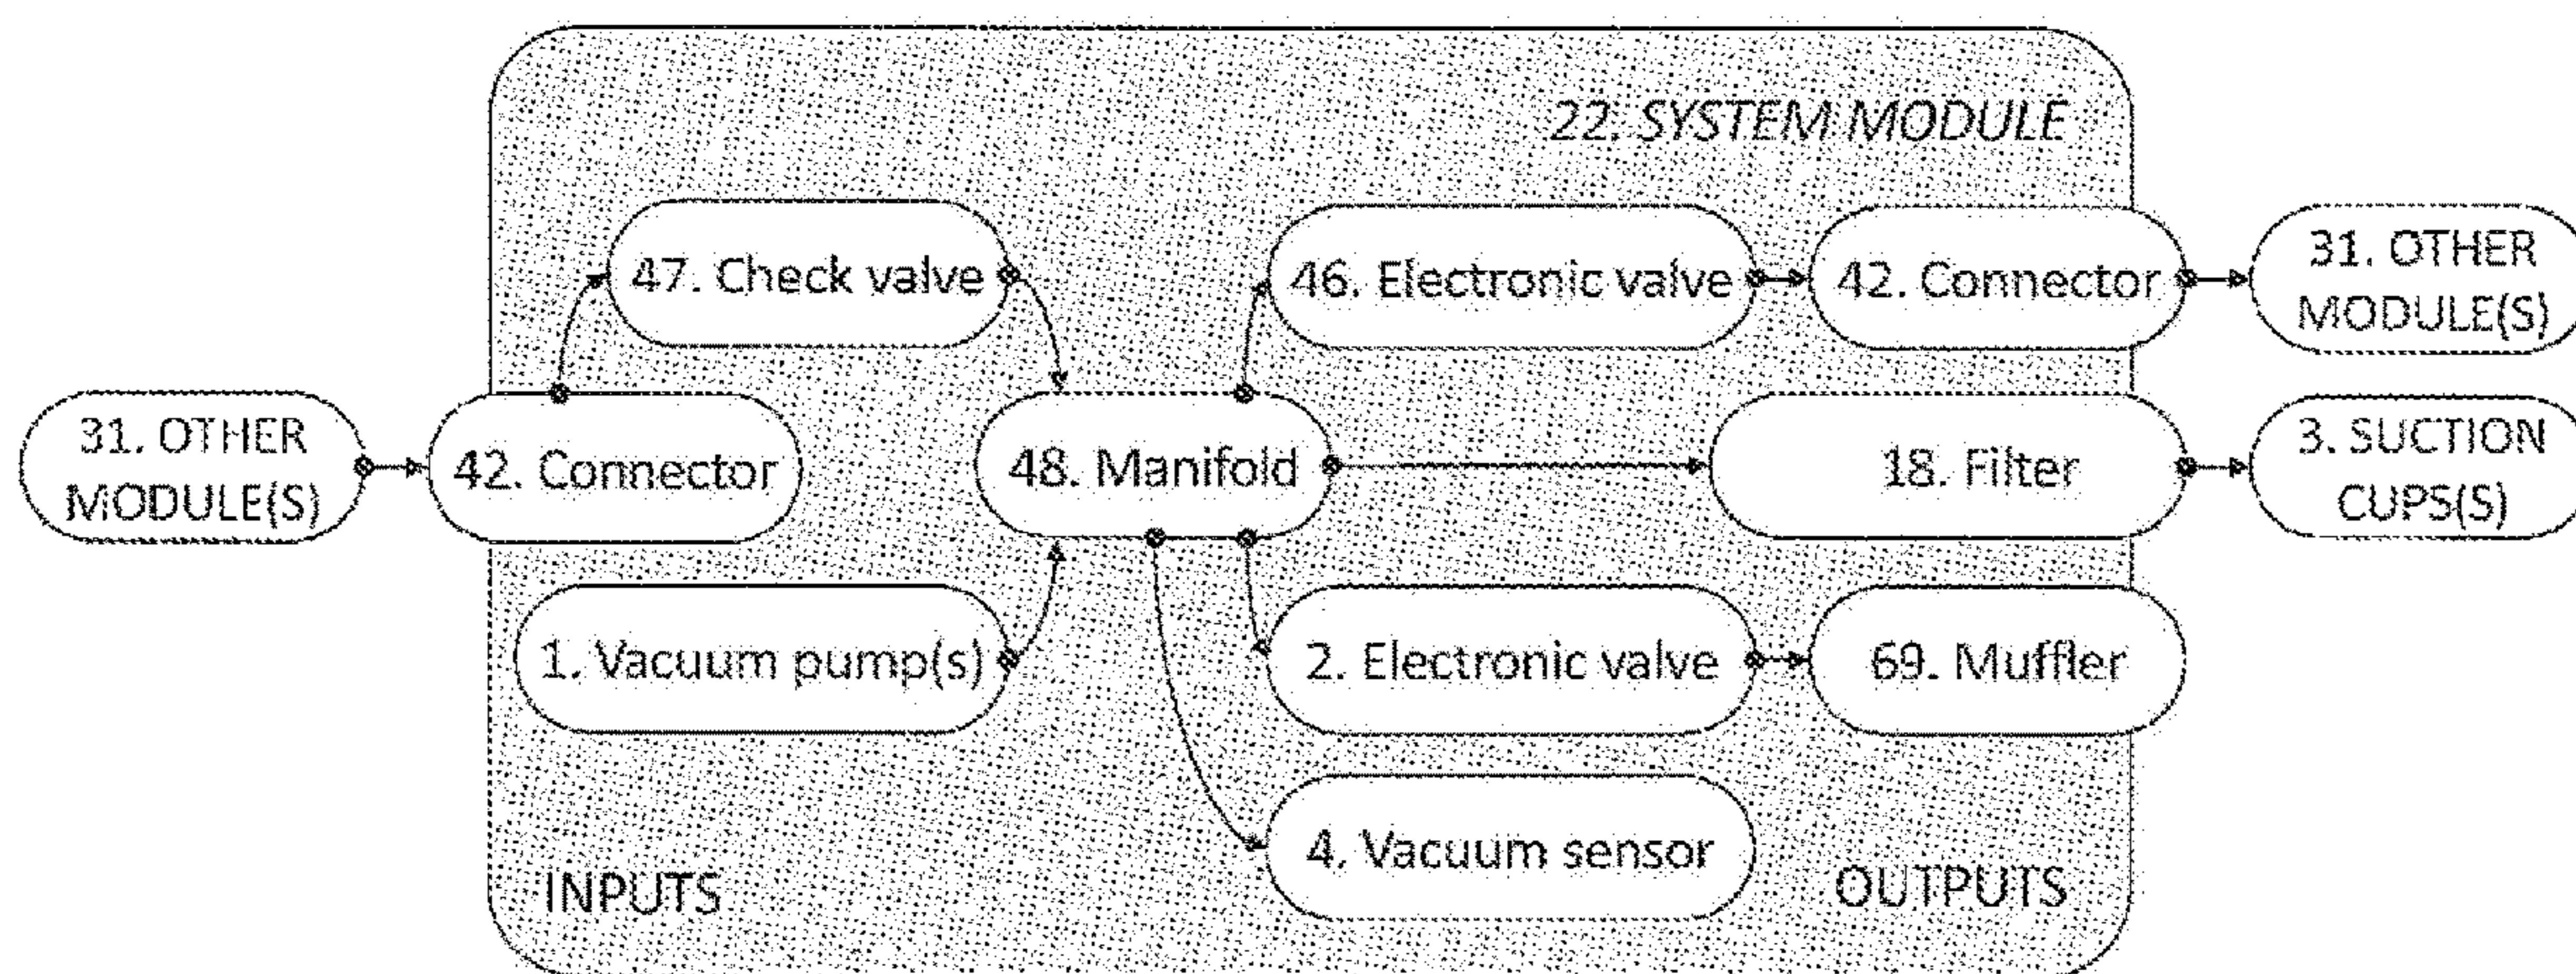 22. SYSTEM MODULE
47. Check valve
46. Electronic valve
42. Connector
31. OTHER
MODULE(S)
31. OTHER
MODULE(S)
42. Connector
48. Manifold
18. Filter
3. SUCTION
CUPS(S)
1. Vacuum pump(s)
2. Electronic valve
69. Muffler
4. Vacuum sensor
INPUTS
OUTPUTS